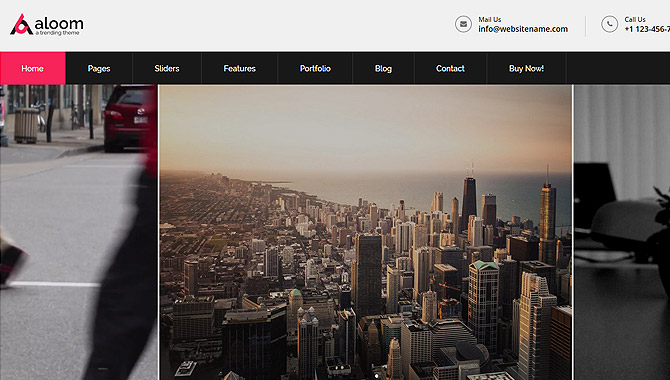 aloom
a trending theme
Mail Us
info@websitename.com
Call Us
+1 123-456-7
Home Pages Sliders Features Portfolio Blog Contact Buy Now!